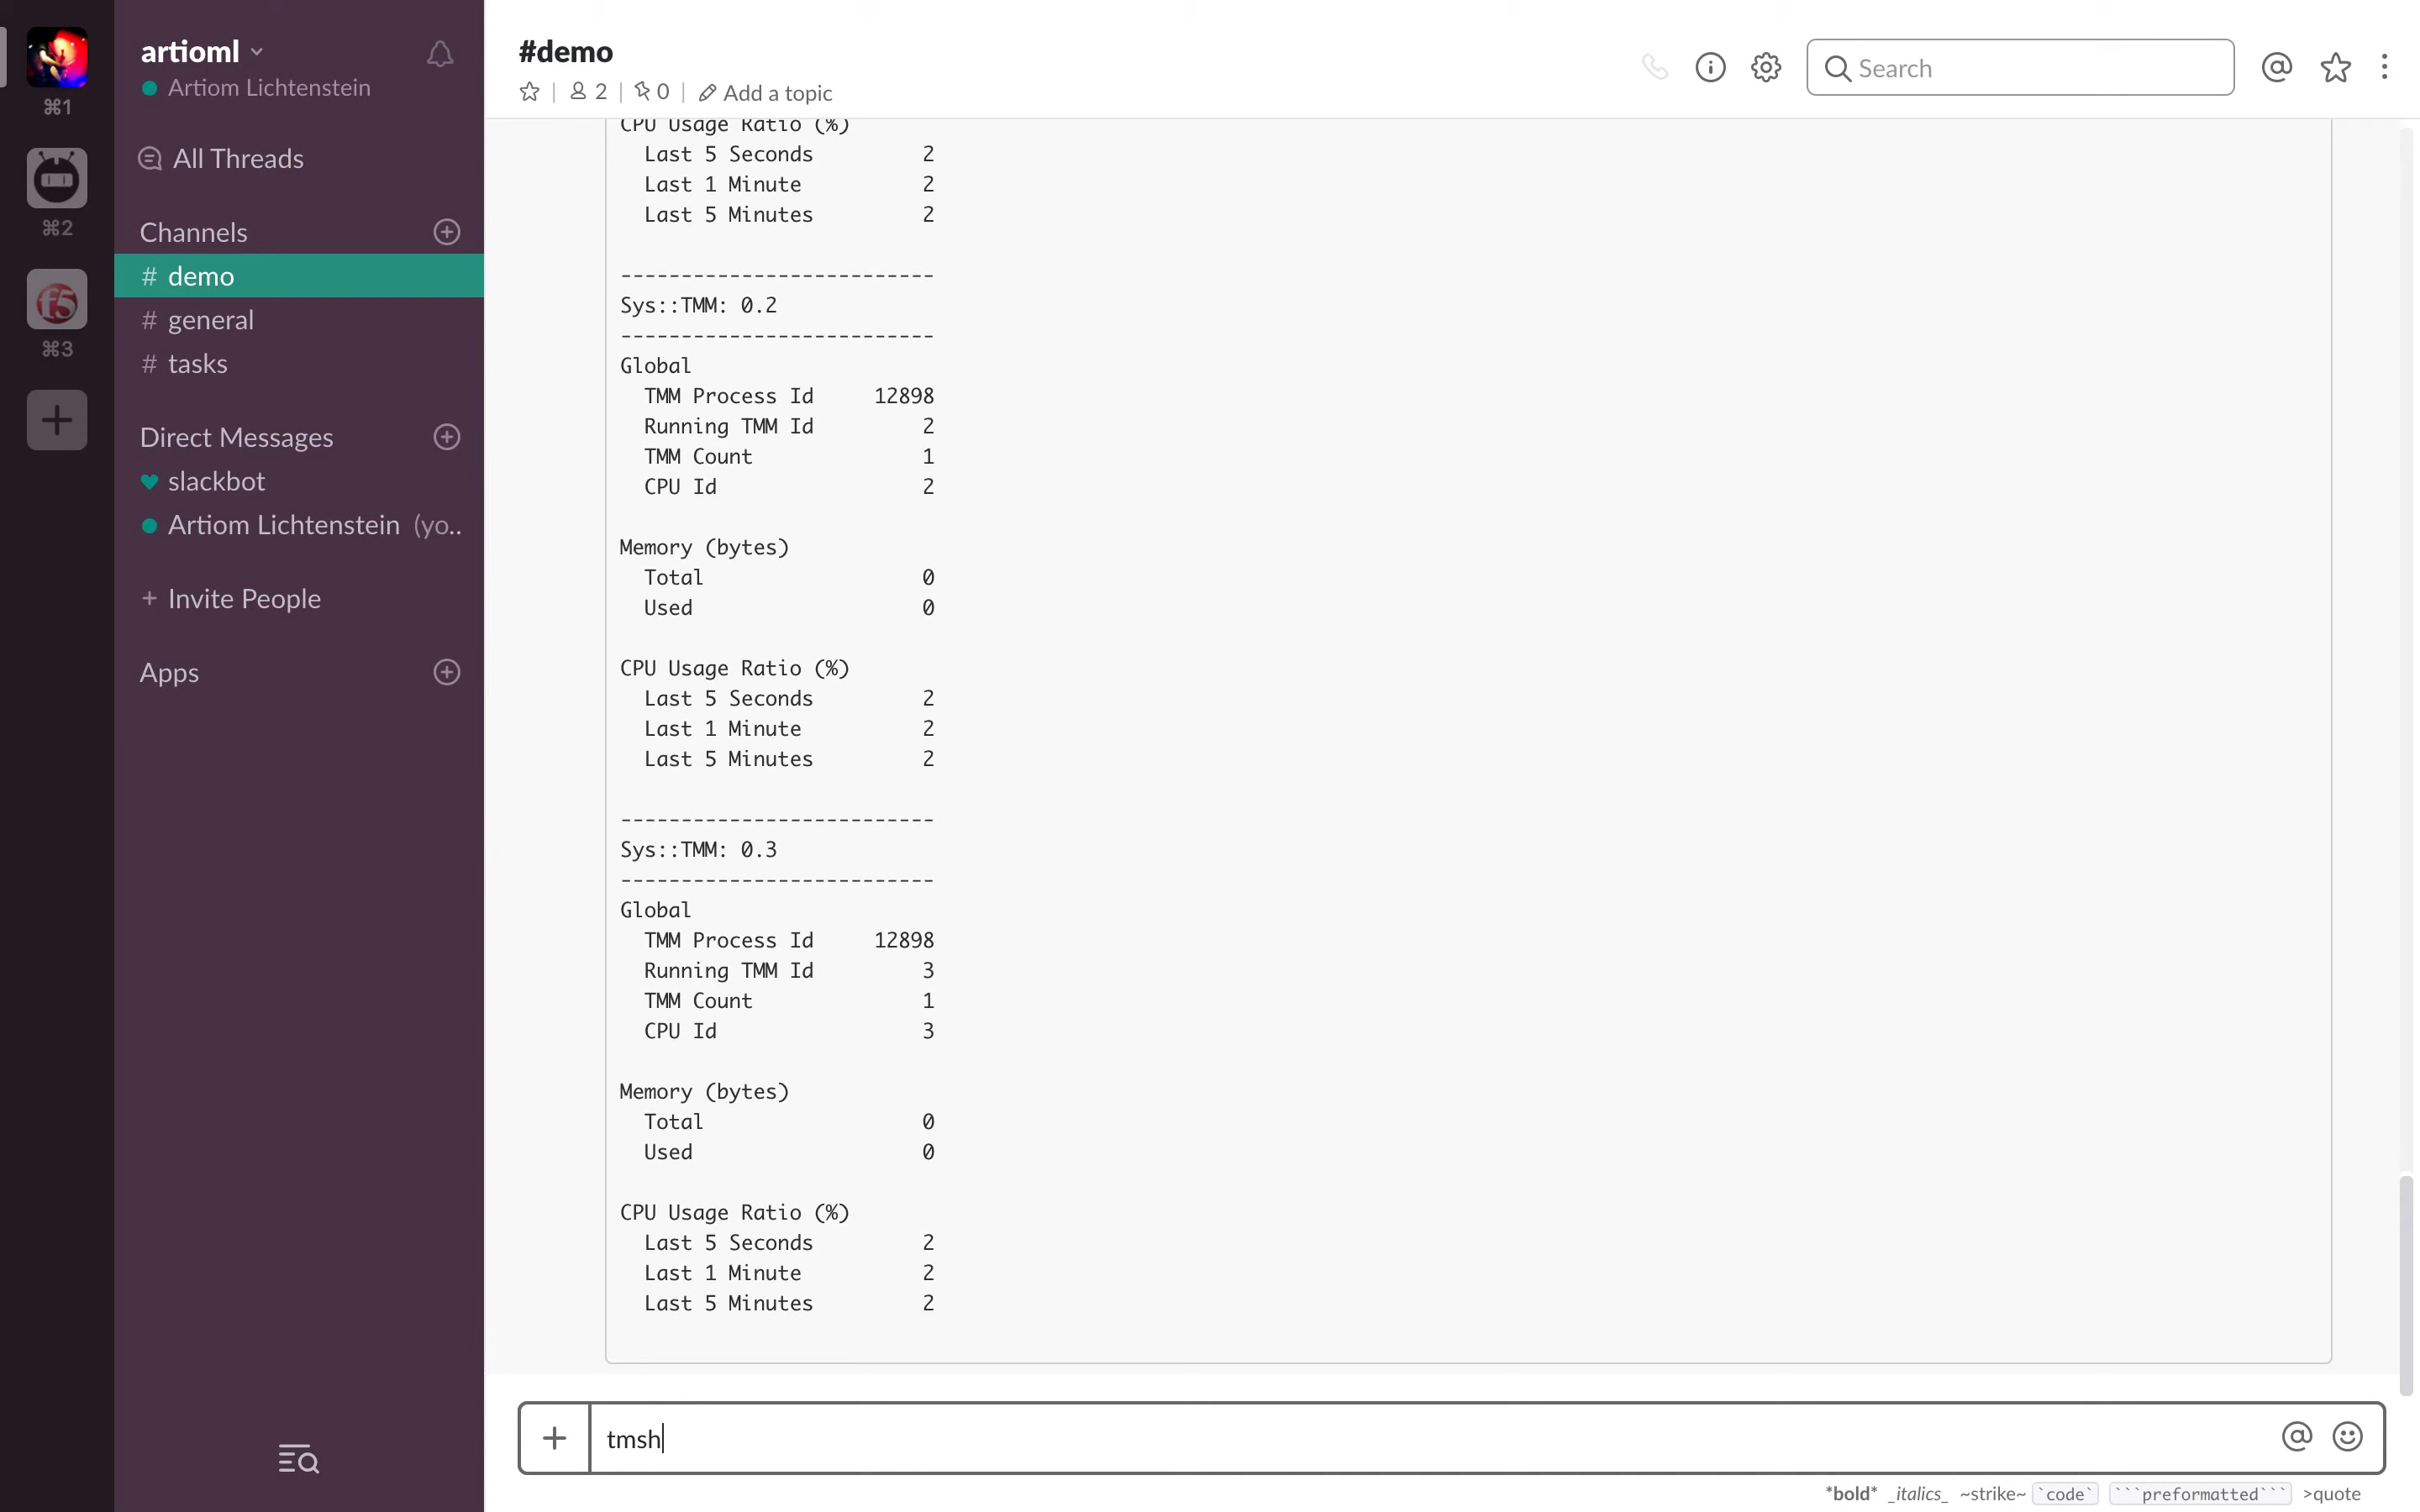 artioml
Artiom Lichtenstein
⌘1
⌘2
f5
⌘3
All Threads
Channels
# demo
# general
# tasks
Direct Messages
slackbot
Artiom Lichtenstein (yo..
+ Invite People
Apps
#demo
2 | 0 | Add a topic
Search
CPU Usage Ratio (%)
Last 5 Seconds 2
Last 1 Minute 2
Last 5 Minutes 2
--------------------------
Sys::TMM: 0.2
--------------------------
Global
TMM Process Id 12898
Running TMM Id 2
TMM Count 1
CPU Id 2
Memory (bytes)
Total 0
Used 0
CPU Usage Ratio (%)
Last 5 Seconds 2
Last 1 Minute 2
Last 5 Minutes 2
--------------------------
Sys::TMM: 0.3
--------------------------
Global
TMM Process Id 12898
Running TMM Id 3
TMM Count 1
CPU Id 3
Memory (bytes)
Total 0
Used 0
CPU Usage Ratio (%)
Last 5 Seconds 2
Last 1 Minute 2
Last 5 Minutes 2
tmsh
*bold* _italics_ ~strike~ `code` ```preformatted``` >quote